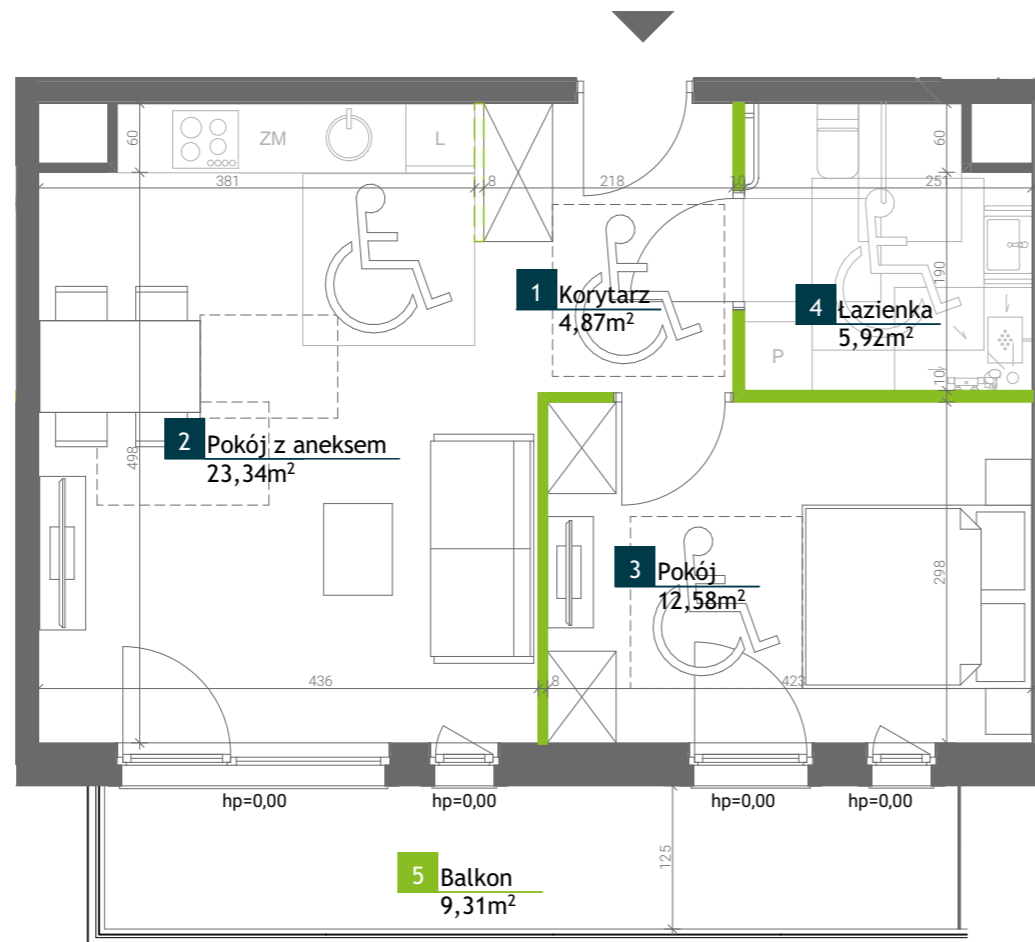 60
ZM
L
60
381
8
218
10
251
190
1 Korytarz
4,87m²
4 Łazienka
5,92m²
P
10
2 Pokój z aneksem
23,34m²
498
3 Pokój
12,58m²
298
436
8
423
hp=0,00
hp=0,00
hp=0,00
hp=0,00
125
5 Balkon
9,31m²